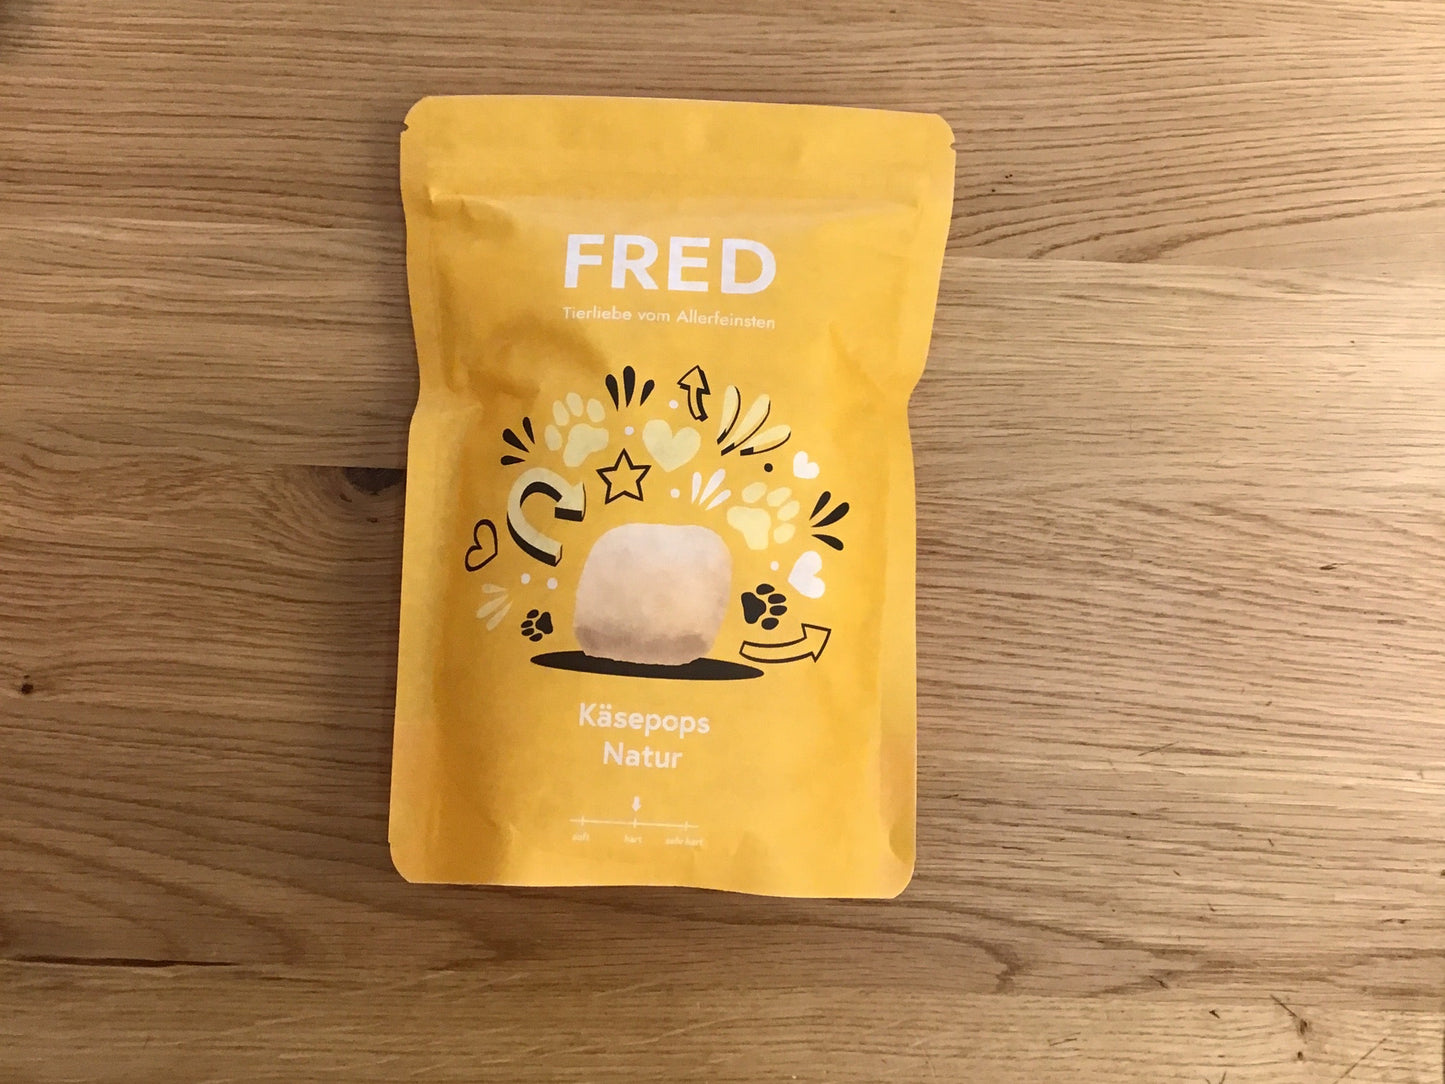 FRED
Tierliebe vom Allerfeinsten
Käsepops
Natur
soft hart sehr hart